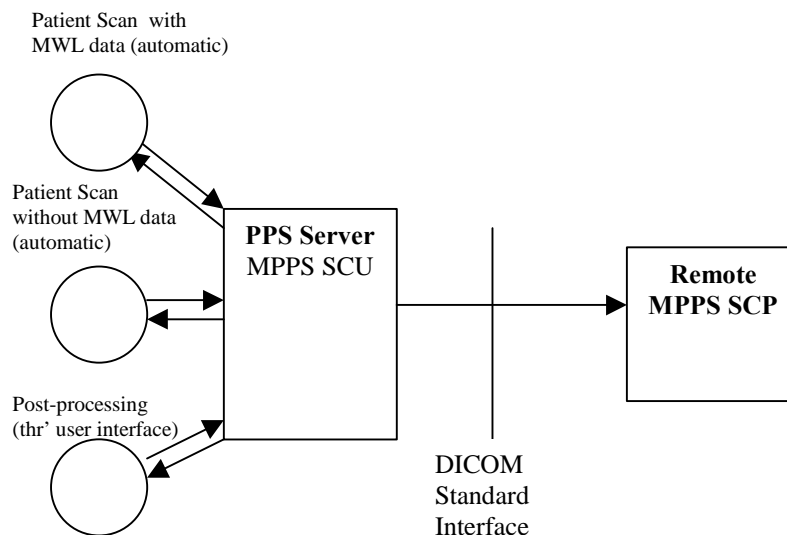 Patient Scan with
MWL data (automatic)
Patient Scan
without MWL data
(automatic)
PPS Server
MPPS SCU
Remote
MPPS SCP
Post-processing
(thr’ user interface)
DICOM
Standard
Interface